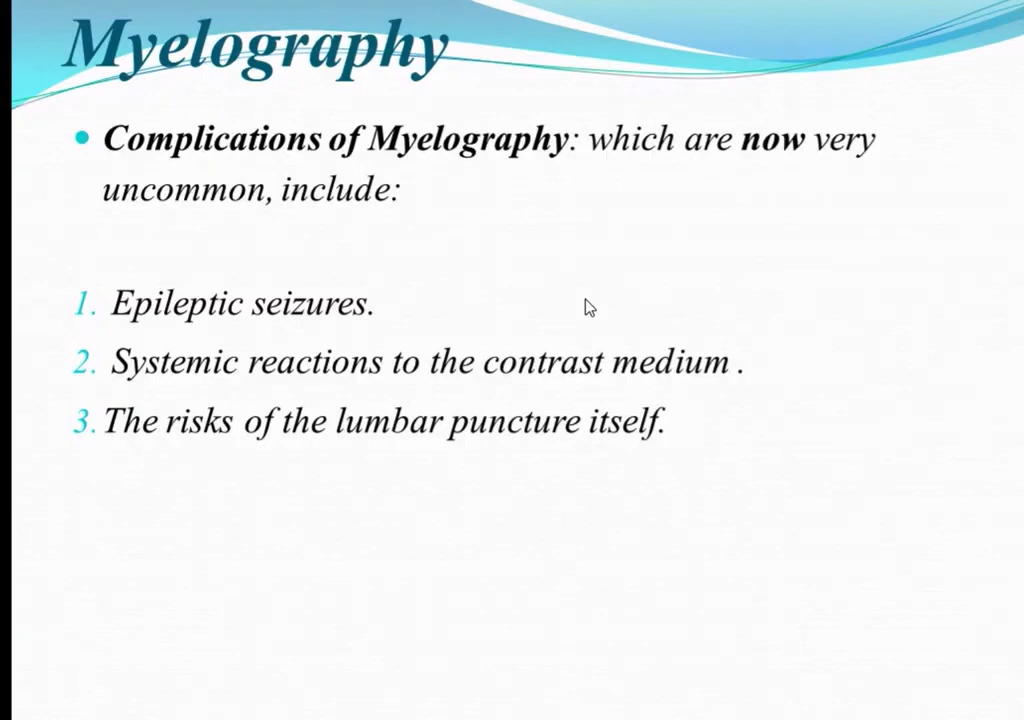 Myelography
• Complications of Myelography: which are now very
uncommon, include:
1. Epileptic seizures.
2. Systemic reactions to the contrast medium .
3. The risks of the lumbar puncture itself.